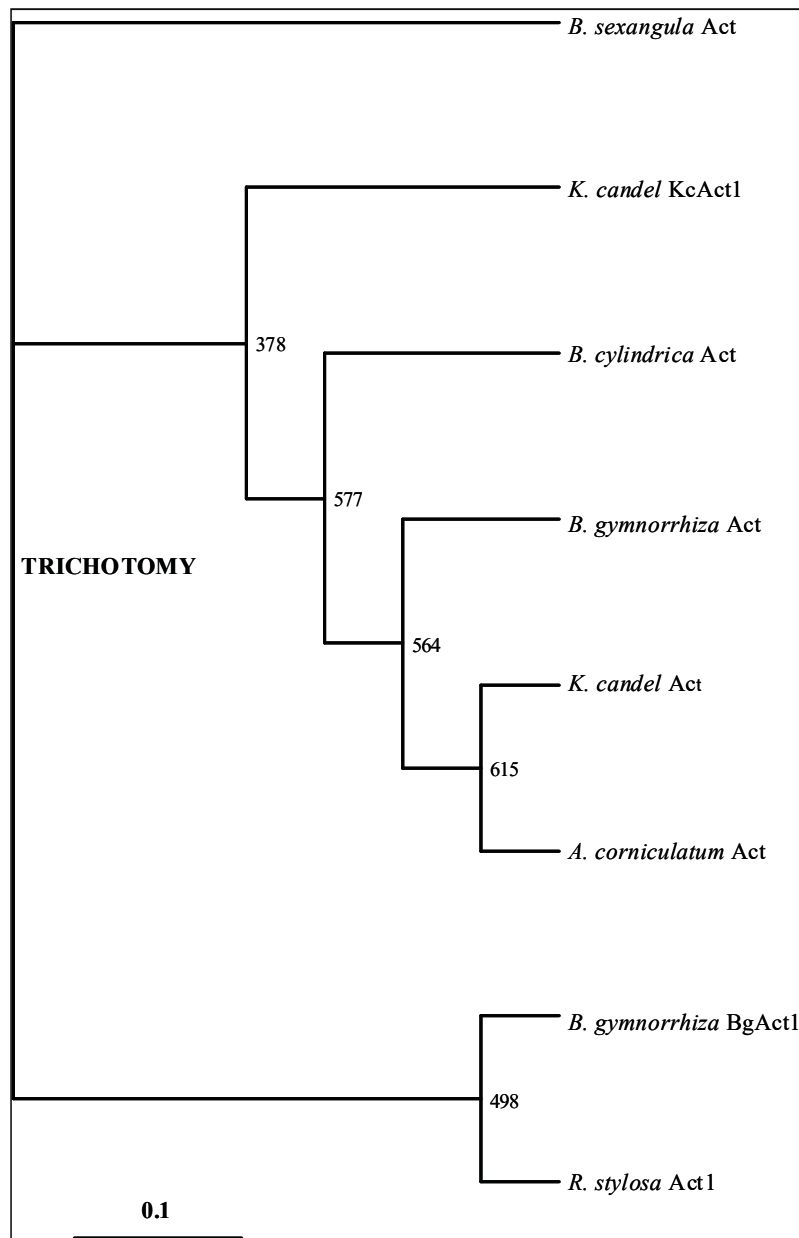 B. sexangula Act
K. candel KcAct1
378
B. cylindrica Act
577
B. gymnorrhiza Act
TRICHOTOMY
564
K. candel Act
615
A. corniculatum Act
B. gymnorrhiza BgAct1
498
R. stylosa Act1
0.1